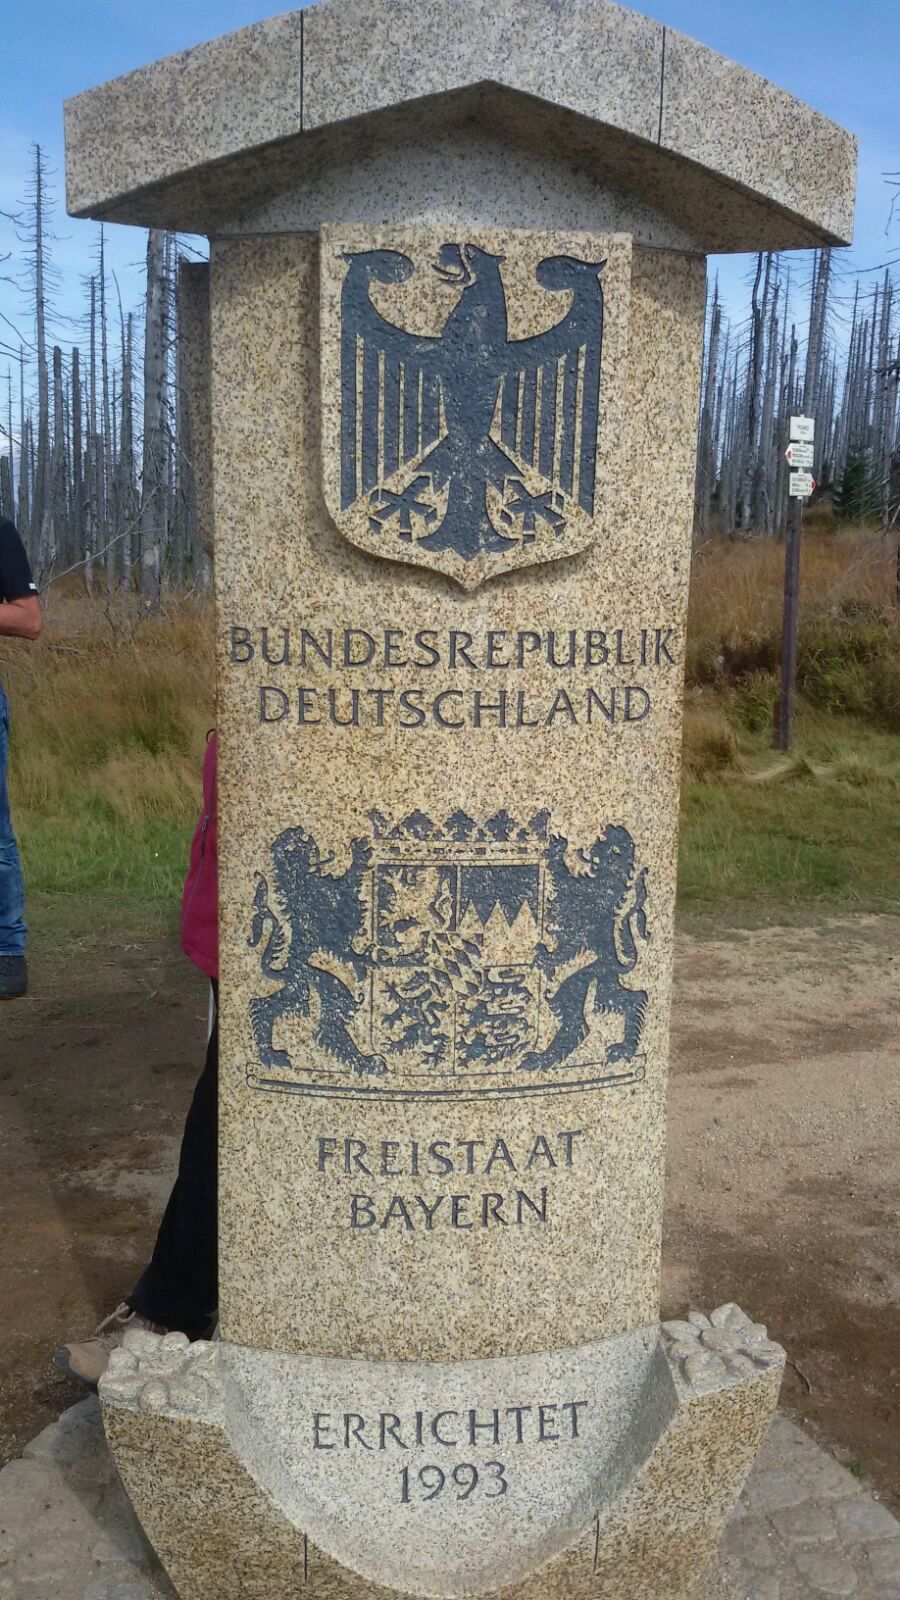 BUNDESREPUBLIK
DEUTSCHLAND
FREISTAAT
BAYERN
ERRICHTET
1993